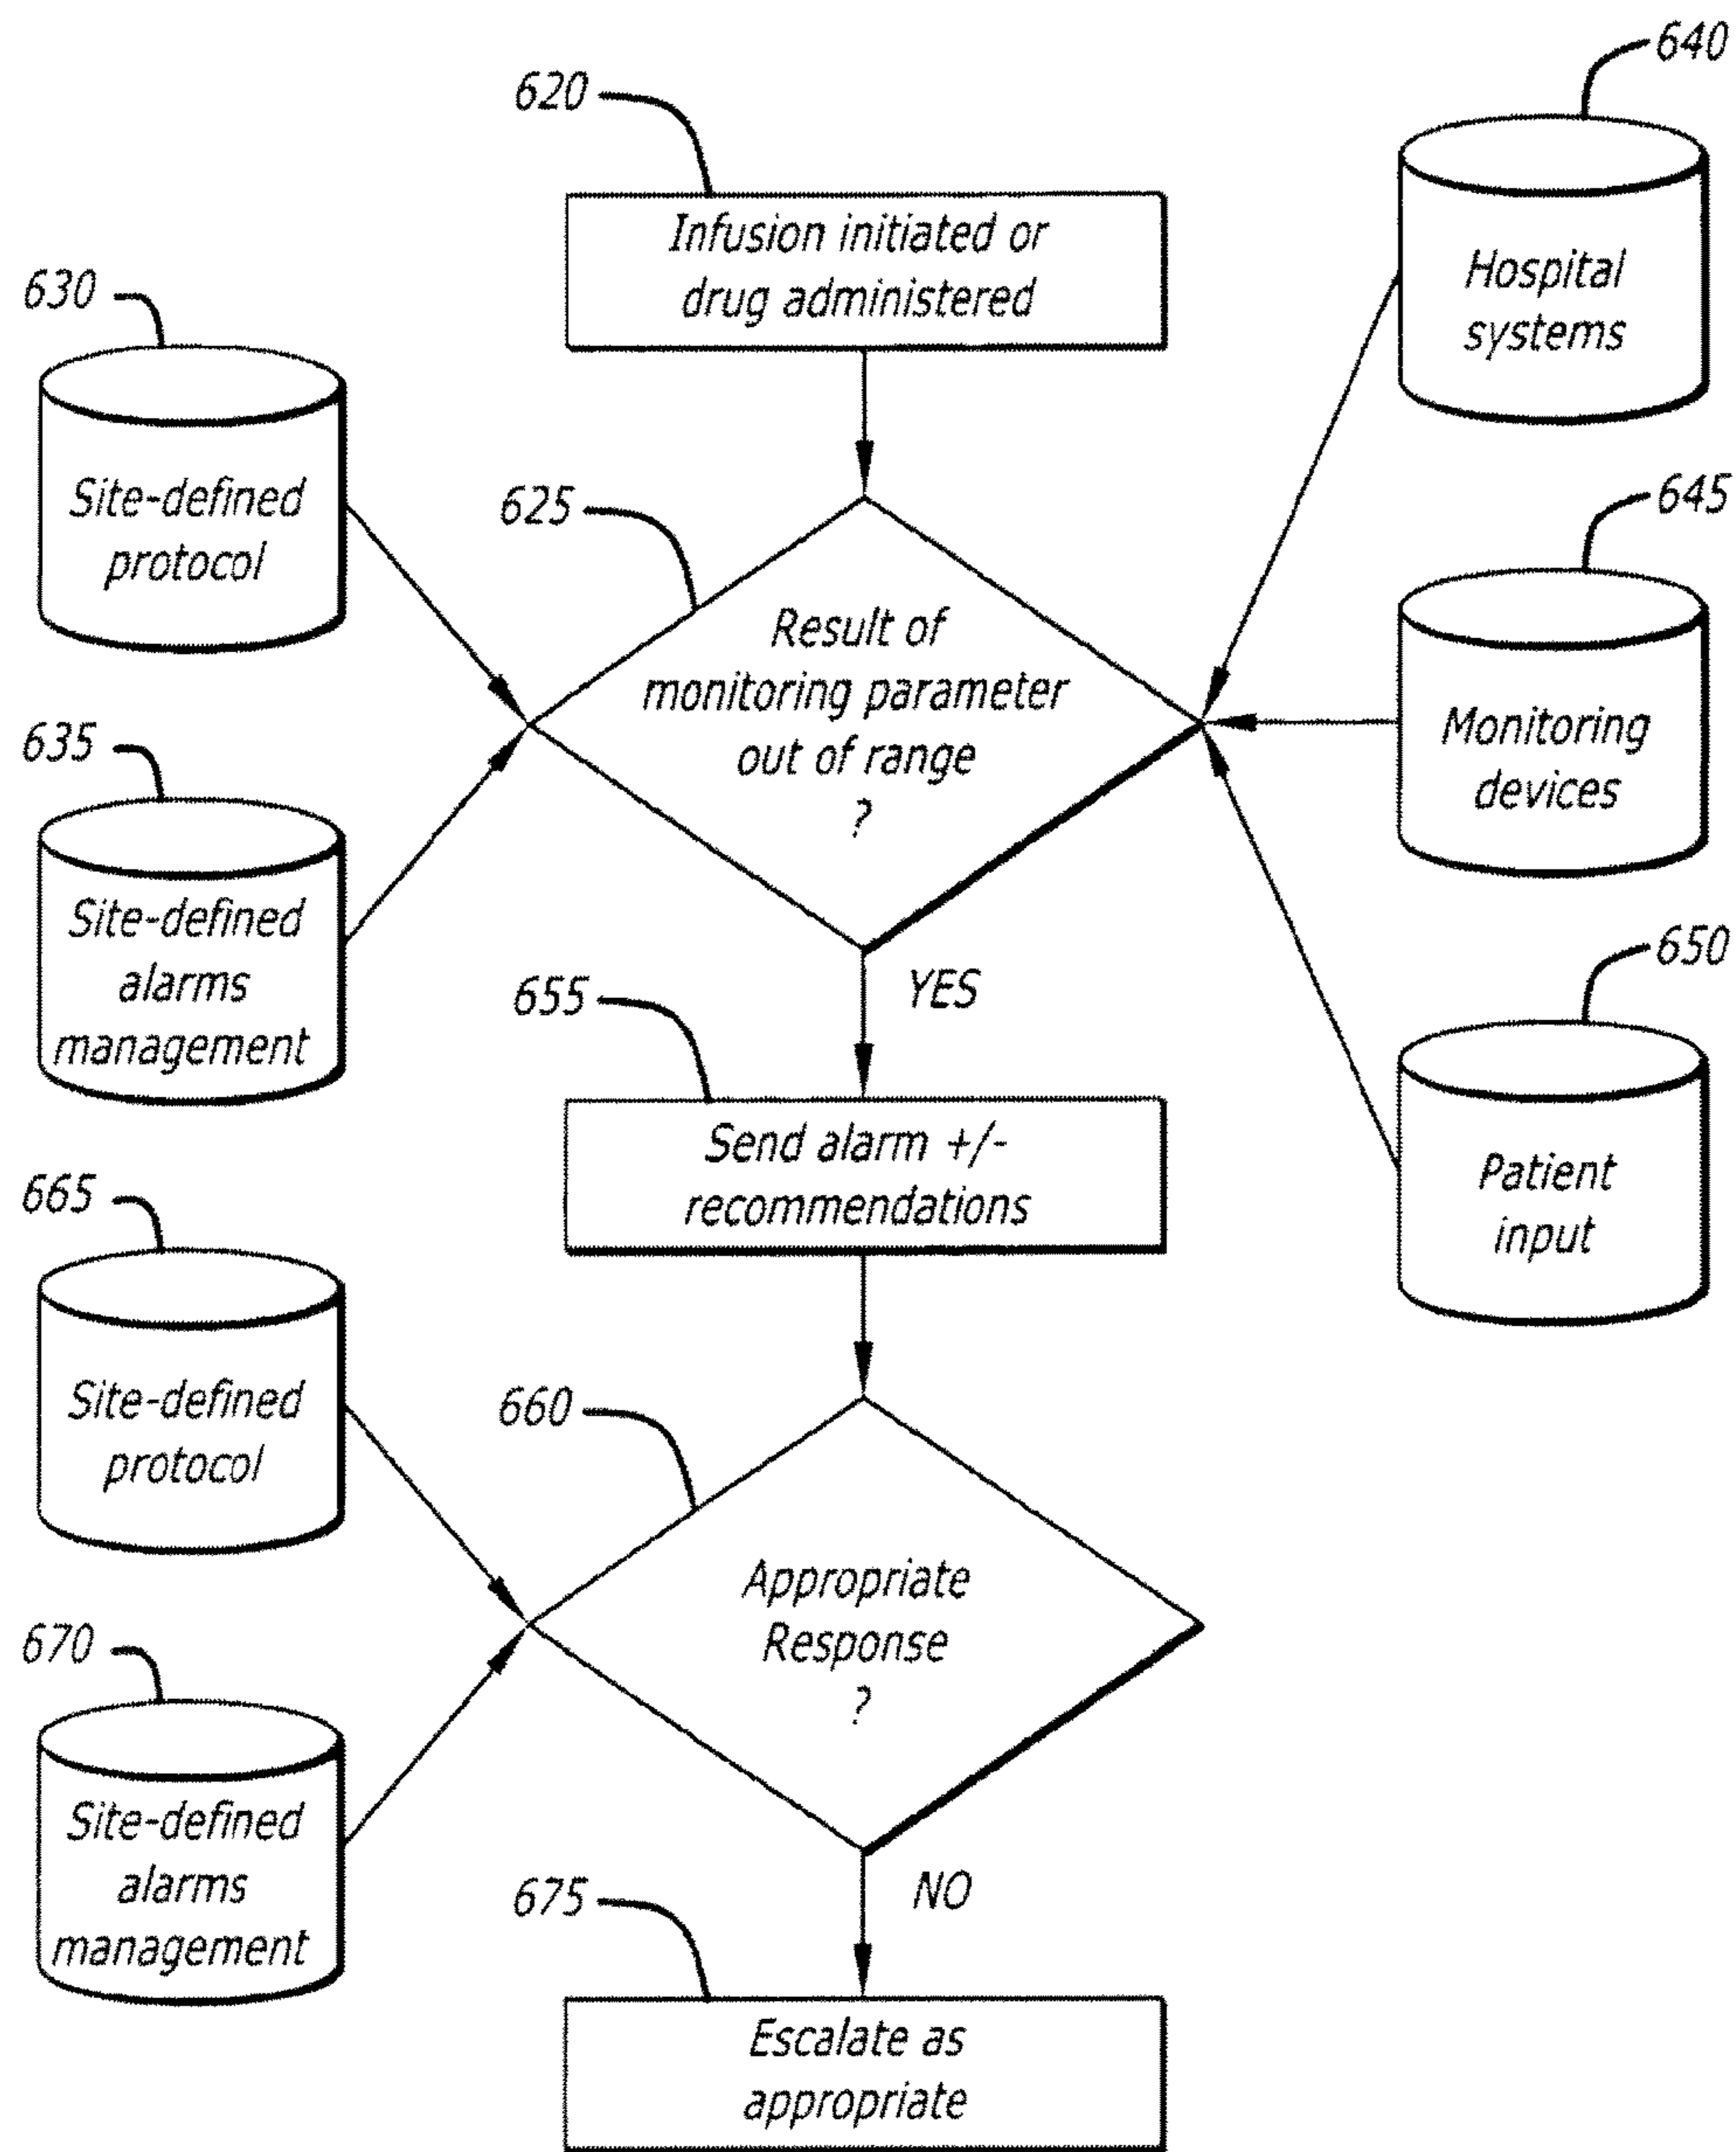 640
620
Infusion initiated or
drug administered
Hospital
systems
630
Site-defined
protocol
625
Result of
monitoring parameter
out of range
?
645
Monitoring
devices
635
Site-defined
alarms
management
650
Patient
input
YES
655
Send alarm +/-
recommendations
665
Site-defined
protocol
660
Appropriate
Response
?
670
Site-defined
alarms
management
NO
675
Escalate as
appropriate